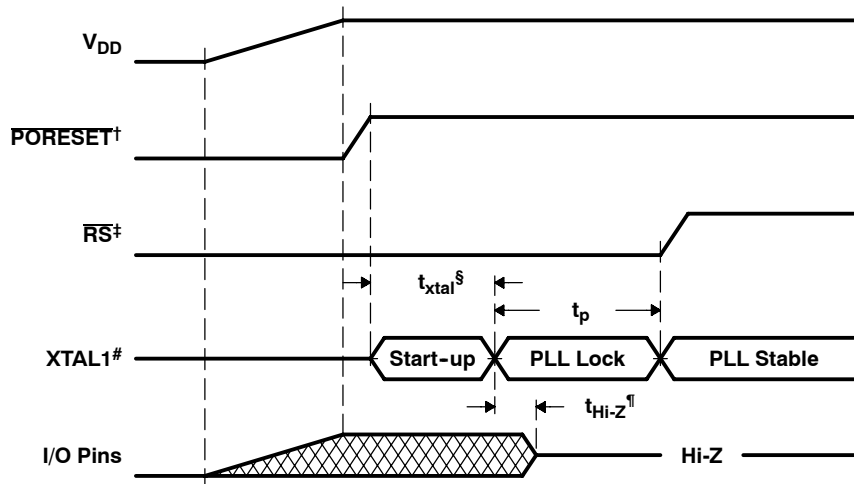 VDD
PORESET†
RS‡
txtal§
tp
XTAL1# Start-up PLL Lock PLL Stable
tHi-Z¶
I/O Pins Hi-Z